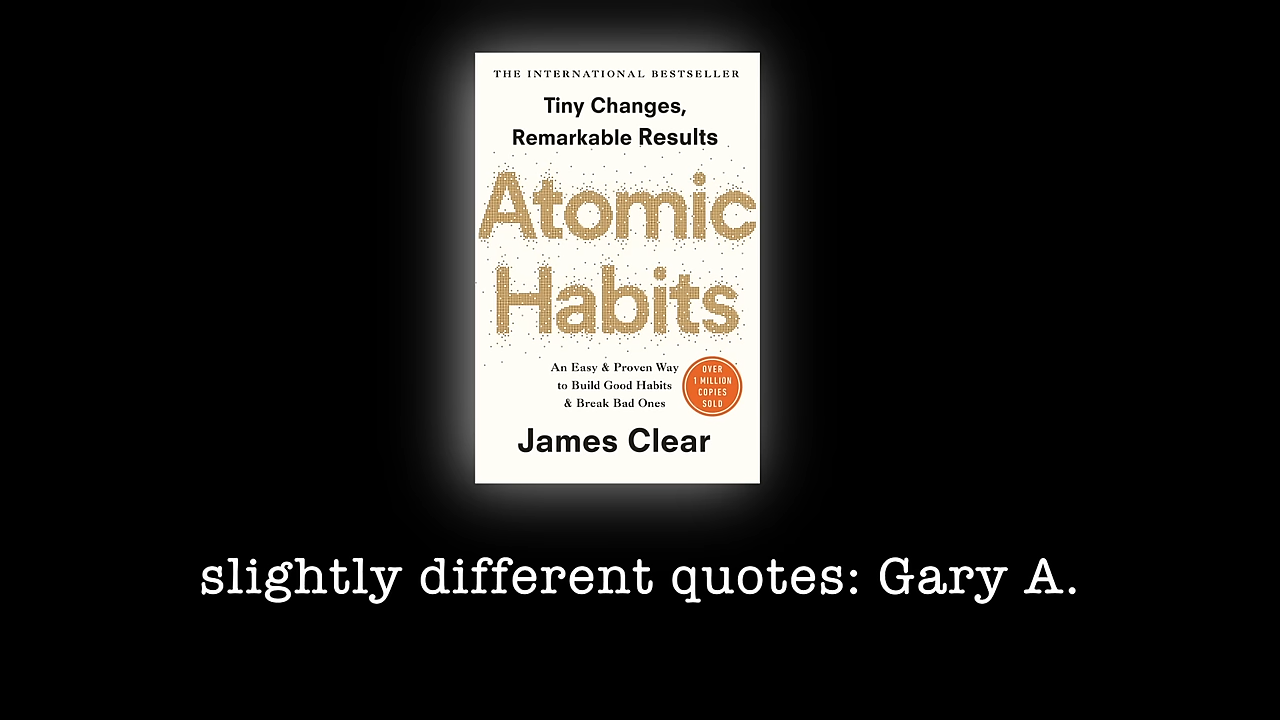 THE INTERNATIONAL BESTSELLER
Tiny Changes,
Remarkable Results
Atomic
Habits
An Easy & Proven Way
to Build Good Habits
& Break Bad Ones
OVER
1 MILLION
COPIES
SOLD
James Clear
slightly different quotes: Gary A.